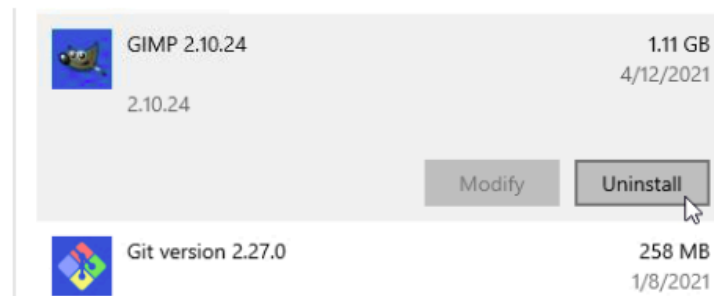 GIMP 2.10.24 1.11 GB
4/12/2021
2.10.24
Modify Uninstall
Git version 2.27.0 258 MB
1/8/2021